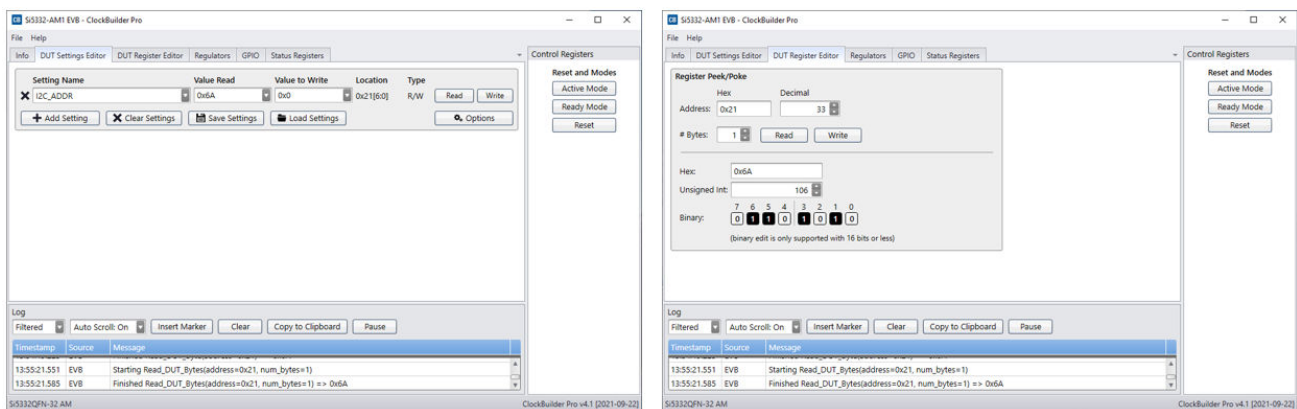 Si5332-AM1 EVB - ClockBuilder Pro
File Help
Info DUT Settings Editor DUT Register Editor Regulators GPIO Status Registers
Setting Name Value Read Value to Write Location Type
I2C_ADDR 0x6A 0x0 0x21[6:0] R/W Read Write
Add Setting Clear Settings Save Settings Load Settings Options
Control Registers
Reset and Modes
Active Mode
Ready Mode
Reset
Log
Filtered Auto Scroll: On Insert Marker Clear Copy to Clipboard Pause
Timestamp Source Message
13:55:21.551 EVB Starting Read_DUT_Bytes(address=0x21, num_bytes=1)
13:55:21.585 EVB Finished Read_DUT_Bytes(address=0x21, num_bytes=1) => 0x6A
Si5332QFN-32 AM ClockBuilder Pro v4.1 [2021-09-22]
Si5332-AM1 EVB - ClockBuilder Pro
File Help
Info DUT Settings Editor DUT Register Editor Regulators GPIO Status Registers
Register Peek/Poke
Hex Decimal
Address: 0x21 33
# Bytes: 1 Read Write
Hex: 0x6A
Unsigned Int: 106
7 6 5 4 3 2 1 0
Binary: 0 1 1 0 1 0 1 0
(binary edit is only supported with 16 bits or less)
Control Registers
Reset and Modes
Active Mode
Ready Mode
Reset
Log
Filtered Auto Scroll: On Insert Marker Clear Copy to Clipboard Pause
Timestamp Source Message
13:55:21.551 EVB Starting Read_DUT_Bytes(address=0x21, num_bytes=1)
13:55:21.585 EVB Finished Read_DUT_Bytes(address=0x21, num_bytes=1) => 0x6A
Si5332QFN-32 AM ClockBuilder Pro v4.1 [2021-09-22]